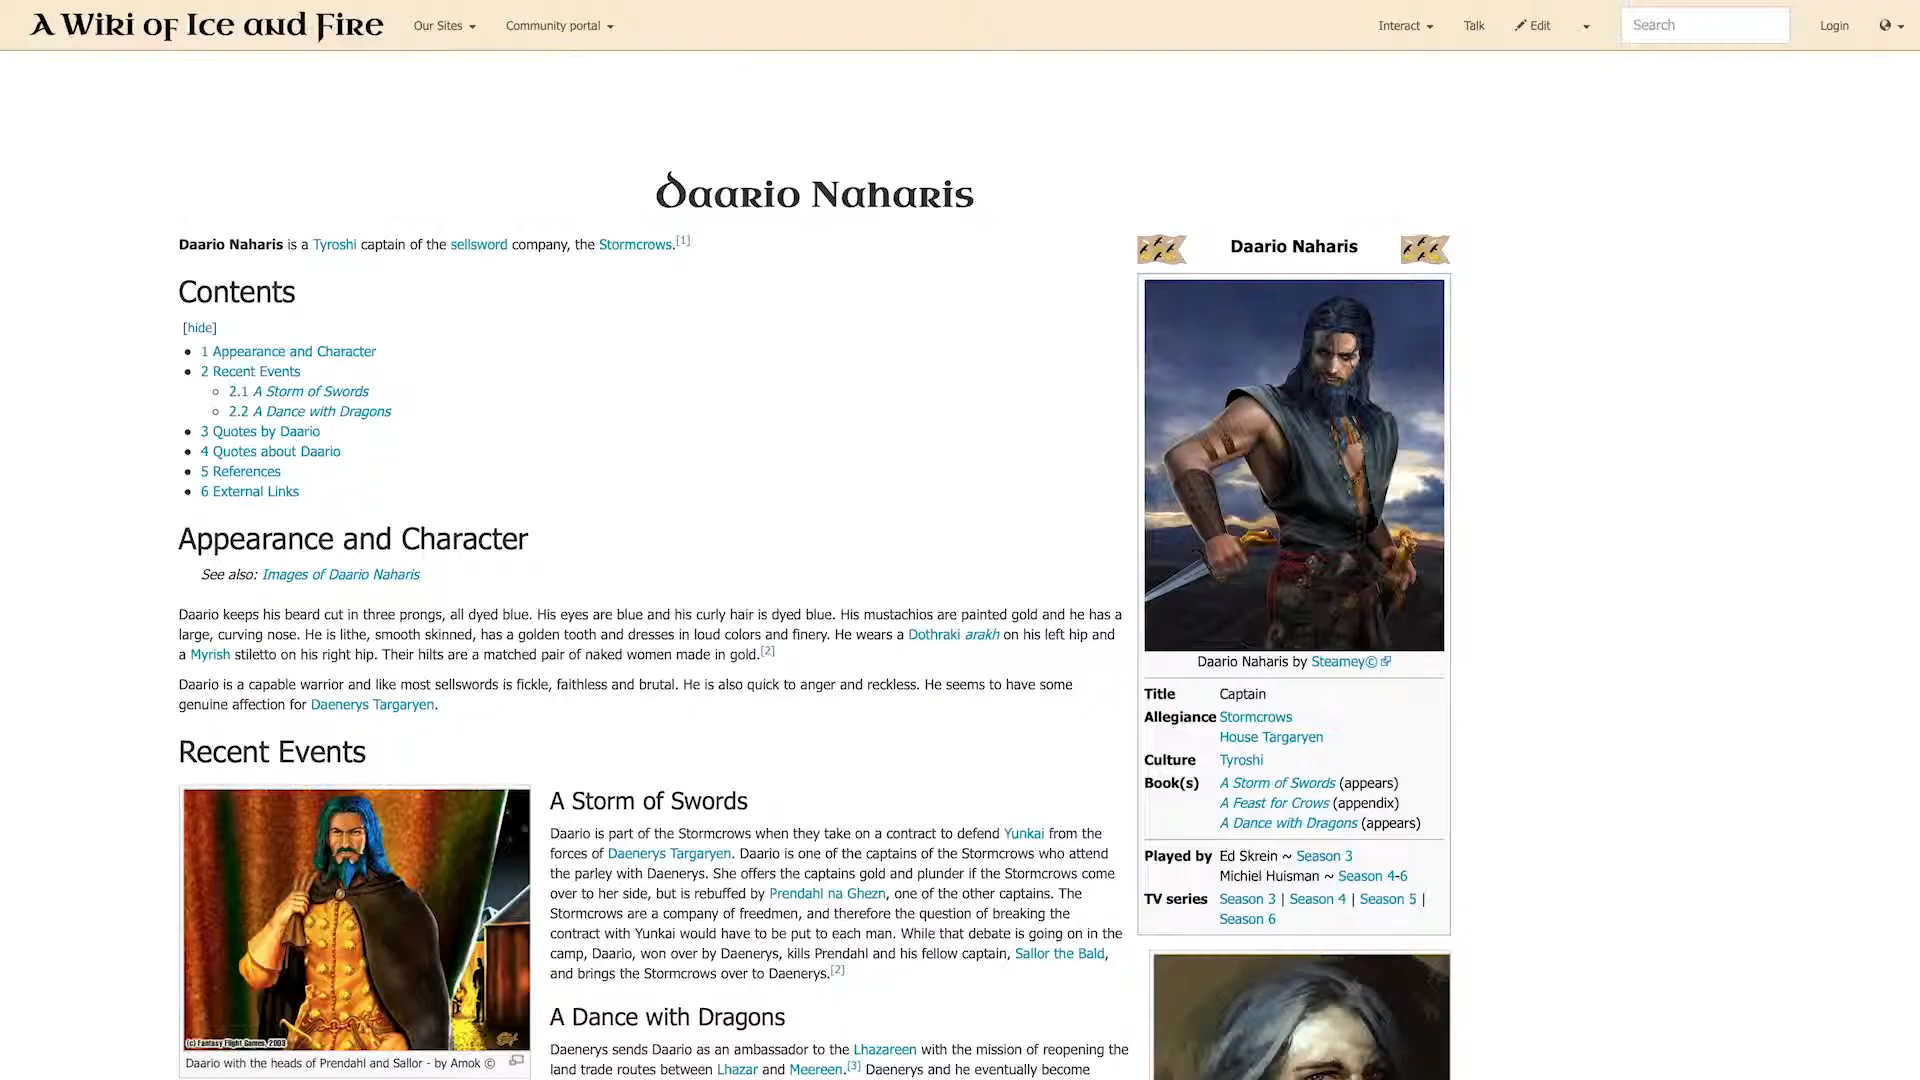 A Wiki of Ice and Fire
Our Sites
Community portal
Interact
Talk
Edit
Search
Login
Daario Naharis
Daario Naharis is a Tyroshi captain of the sellsword company, the Stormcrows.[1]
Contents
[hide]
1 Appearance and Character
2 Recent Events
2.1 A Storm of Swords
2.2 A Dance with Dragons
3 Quotes by Daario
4 Quotes about Daario
5 References
6 External Links
Appearance and Character
See also: Images of Daario Naharis
Daario keeps his beard cut in three prongs, all dyed blue. His eyes are blue and his curly hair is dyed blue. His mustachios are painted gold and he has a
large, curving nose. He is lithe, smooth skinned, has a golden tooth and dresses in loud colors and finery. He wears a Dothraki arakh on his left hip and
a Myrish stiletto on his right hip. Their hilts are a matched pair of naked women made in gold.[2]
Daario is a capable warrior and like most sellswords is fickle, faithless and brutal. He is also quick to anger and reckless. He seems to have some
genuine affection for Daenerys Targaryen.
Recent Events
(c) Fantasy Flight Games, 2003
Daario with the heads of Prendahl and Sallor - by Amok ©
A Storm of Swords
Daario is part of the Stormcrows when they take on a contract to defend Yunkai from the
forces of Daenerys Targaryen. Daario is one of the captains of the Stormcrows who attend
the parley with Daenerys. She offers the captains gold and plunder if the Stormcrows come
over to her side, but is rebuffed by Prendahl na Ghezn, one of the other captains. The
Stormcrows are a company of freedmen, and therefore the question of breaking the
contract with Yunkai would have to be put to each man. While that debate is going on in the
camp, Daario, won over by Daenerys, kills Prendahl and his fellow captain, Sallor the Bald,
and brings the Stormcrows over to Daenerys.[2]
A Dance with Dragons
Daenerys sends Daario as an ambassador to the Lhazareen with the mission of reopening the
land trade routes between Lhazar and Meereen.[3] Daenerys and he eventually become
Daario Naharis
Daario Naharis by Steamey©
Title Captain
Allegiance Stormcrows
House Targaryen
Culture Tyroshi
Book(s) A Storm of Swords (appears)
A Feast for Crows (appendix)
A Dance with Dragons (appears)
Played by Ed Skrein ~ Season 3
Michiel Huisman ~ Season 4-6
TV series Season 3 | Season 4 | Season 5 |
Season 6